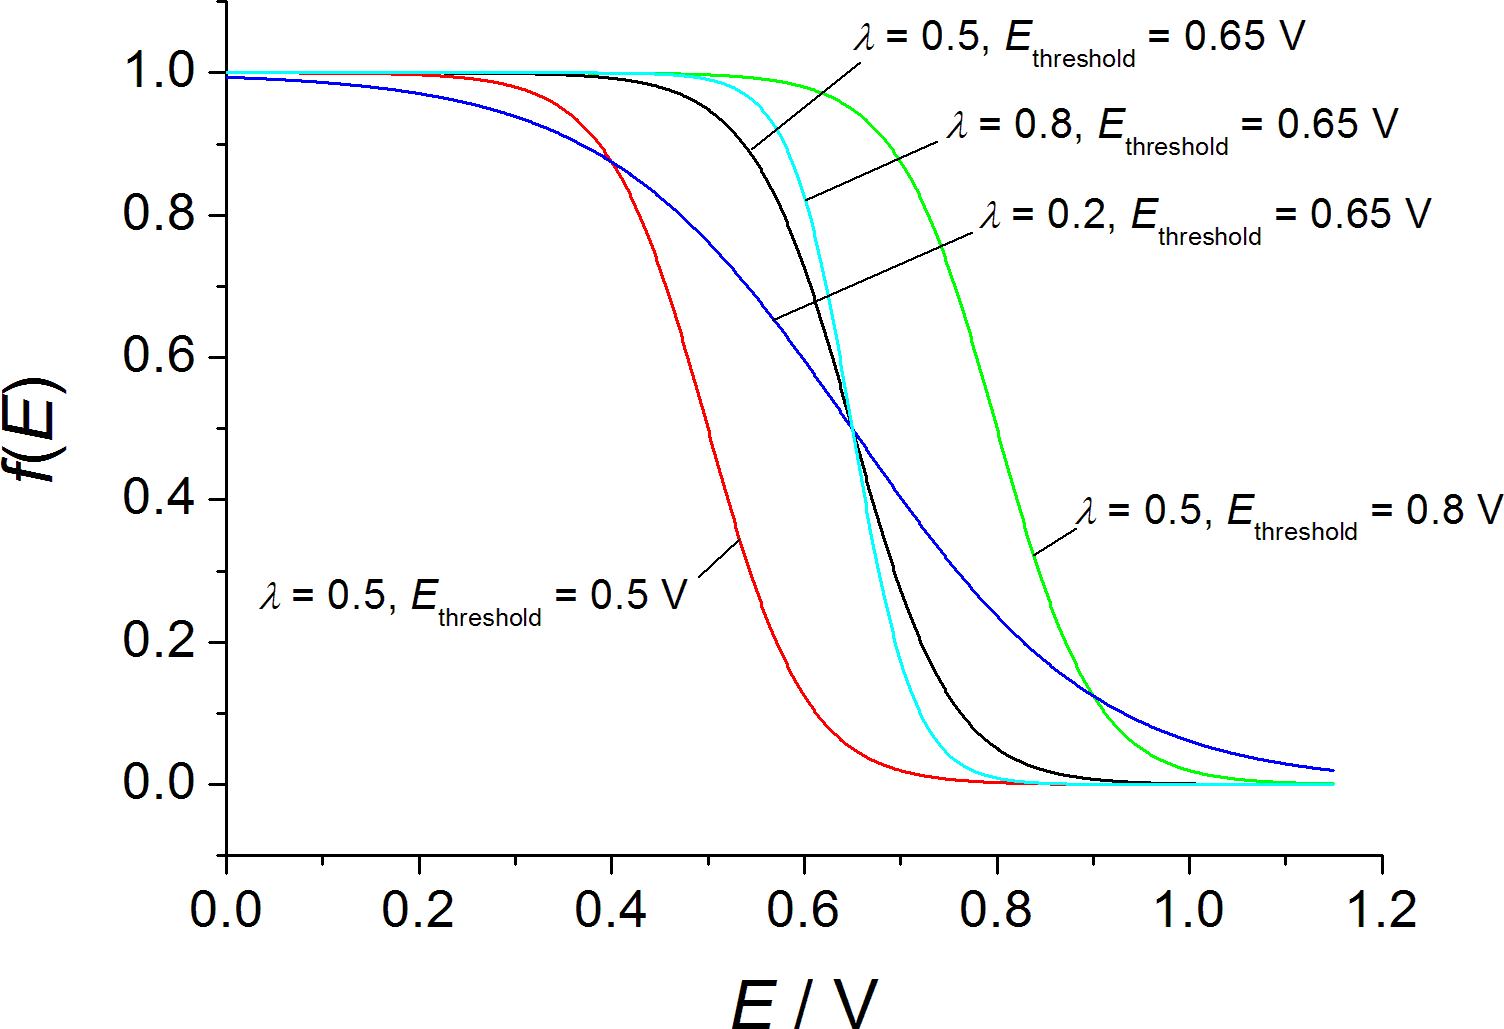 λ = 0.5, Ethreshold = 0.65 V
λ = 0.8, Ethreshold = 0.65 V
λ = 0.2, Ethreshold = 0.65 V
λ = 0.5, Ethreshold = 0.8 V
λ = 0.5, Ethreshold = 0.5 V
f(E)
1.0
0.8
0.6
0.4
0.2
0.0
0.0 0.2 0.4 0.6 0.8 1.0 1.2
E / V